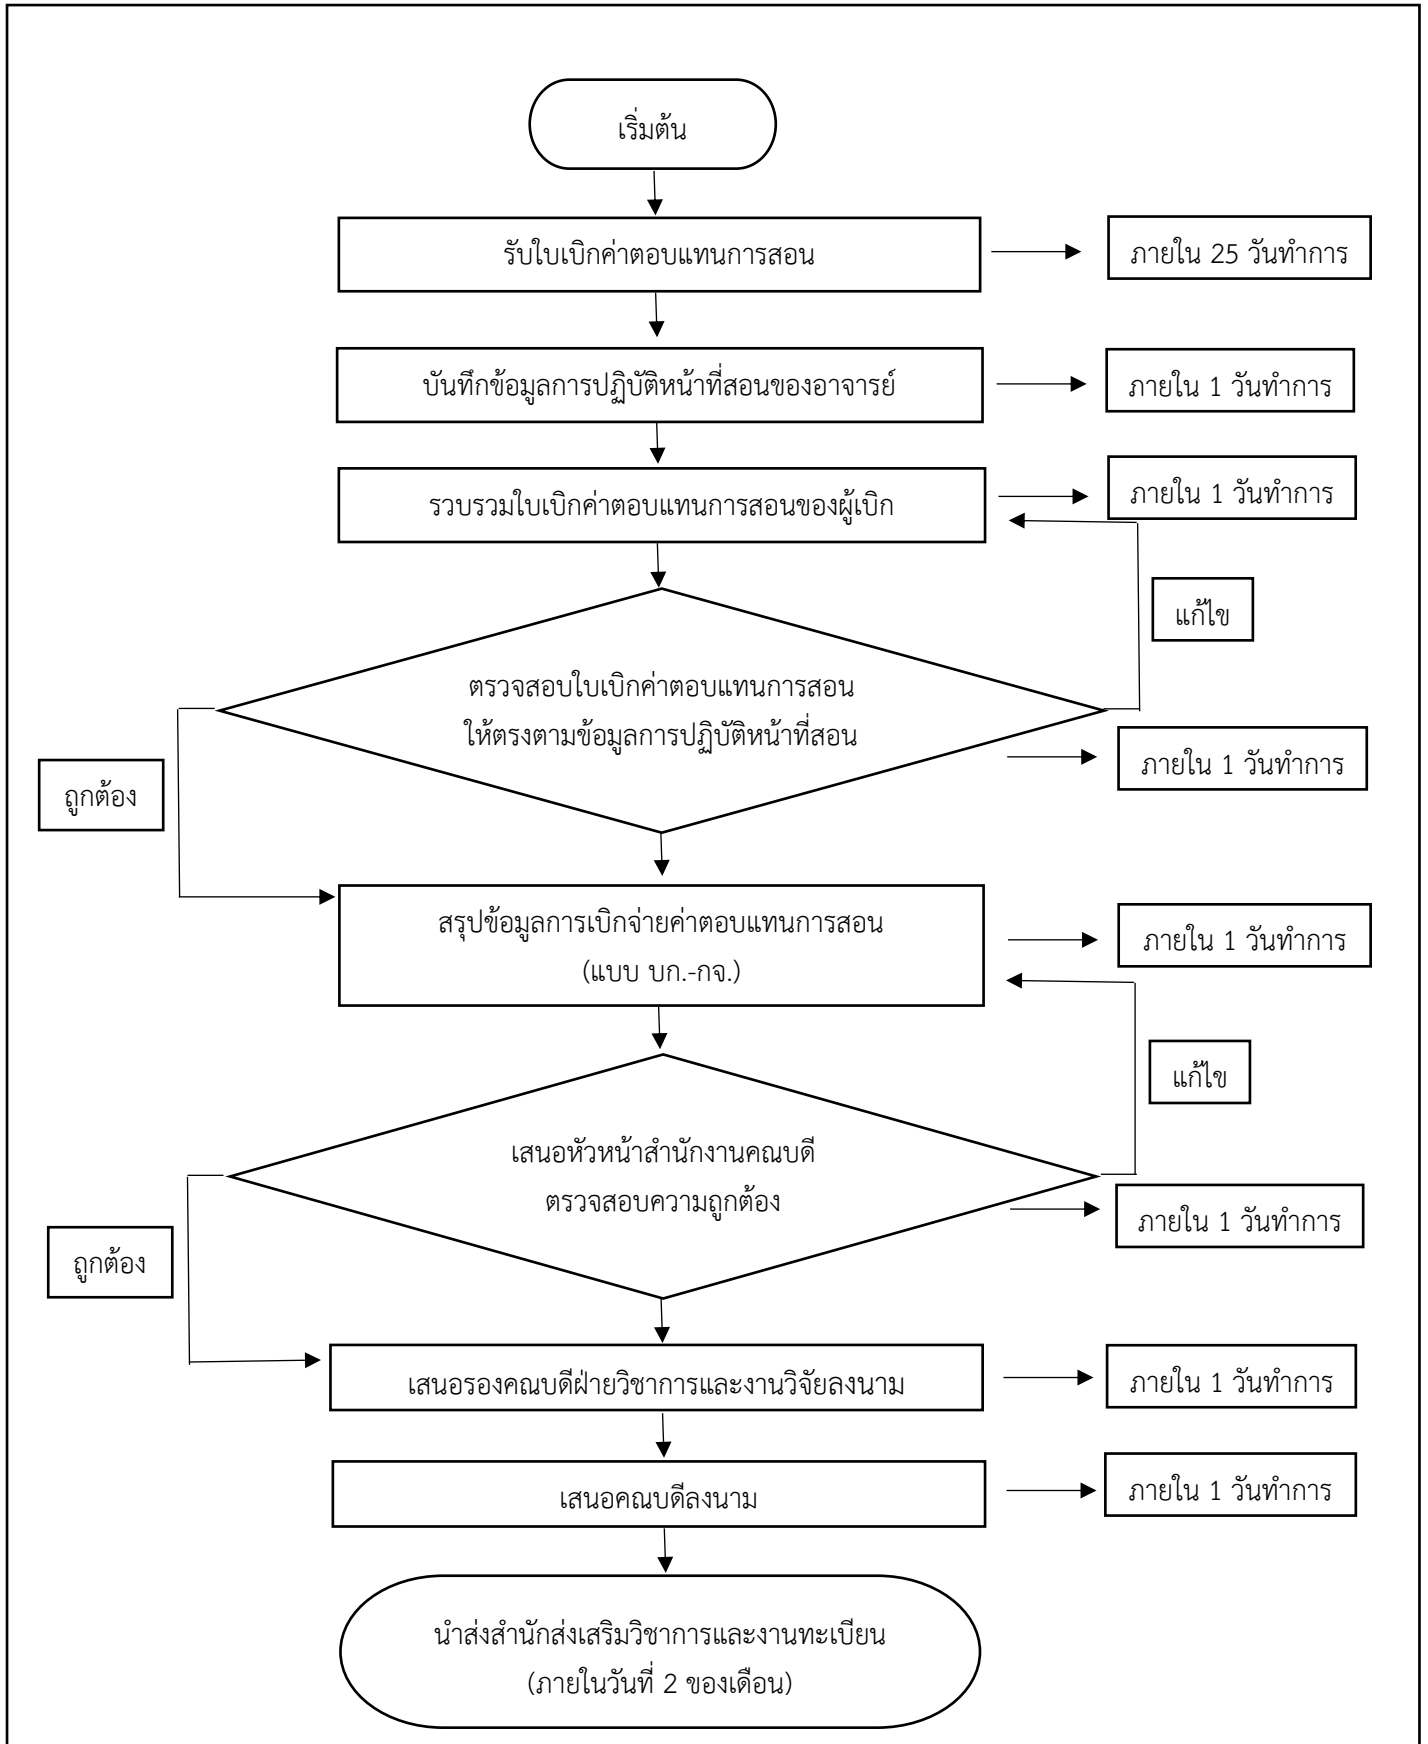 เริ่มต้น
รับใบเบิกค่าตอบแทนการสอน
ภายใน 25 วันทำการ
บันทึกข้อมูลการปฏิบัติหน้าที่สอนของอาจารย์
ภายใน 1 วันทำการ
รวบรวมใบเบิกค่าตอบแทนการสอนของผู้เบิก
ภายใน 1 วันทำการ
แก้ไข
ตรวจสอบใบเบิกค่าตอบแทนการสอน
ให้ตรงตามข้อมูลการปฏิบัติหน้าที่สอน
ภายใน 1 วันทำการ
ถูกต้อง
สรุปข้อมูลการเบิกจ่ายค่าตอบแทนการสอน
(แบบ บก.-กจ.)
ภายใน 1 วันทำการ
แก้ไข
เสนอหัวหน้าสำนักงานคณบดี
ตรวจสอบความถูกต้อง
ภายใน 1 วันทำการ
ถูกต้อง
เสนอรองคณบดีฝ่ายวิชาการและงานวิจัยลงนาม
ภายใน 1 วันทำการ
เสนอคณบดีลงนาม
ภายใน 1 วันทำการ
นำส่งสำนักส่งเสริมวิชาการและงานทะเบียน
(ภายในวันที่ 2 ของเดือน)